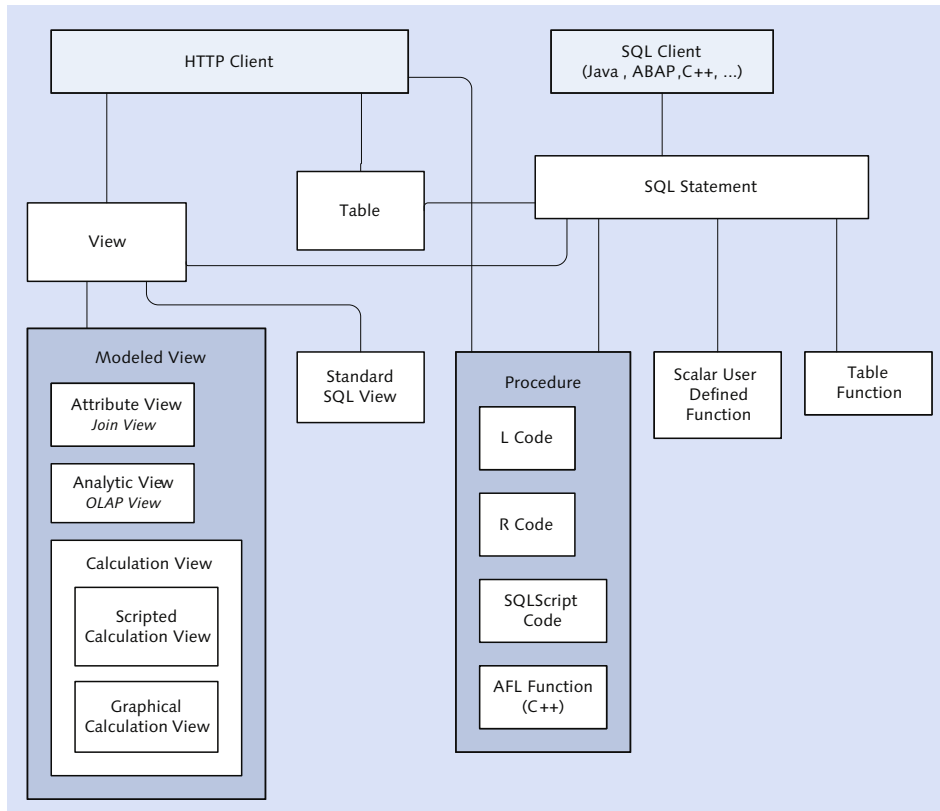 HTTP Client
SQL Client
(Java , ABAP,C++, ...)
SQL Statement
Table
View
Modeled View
Attribute View
Join View
Analytic View
OLAP View
Calculation View
Scripted
Calculation View
Graphical
Calculation View
Standard
SQL View
Procedure
L Code
R Code
SQLScript
Code
AFL Function
(C++)
Scalar User
Defined
Function
Table
Function